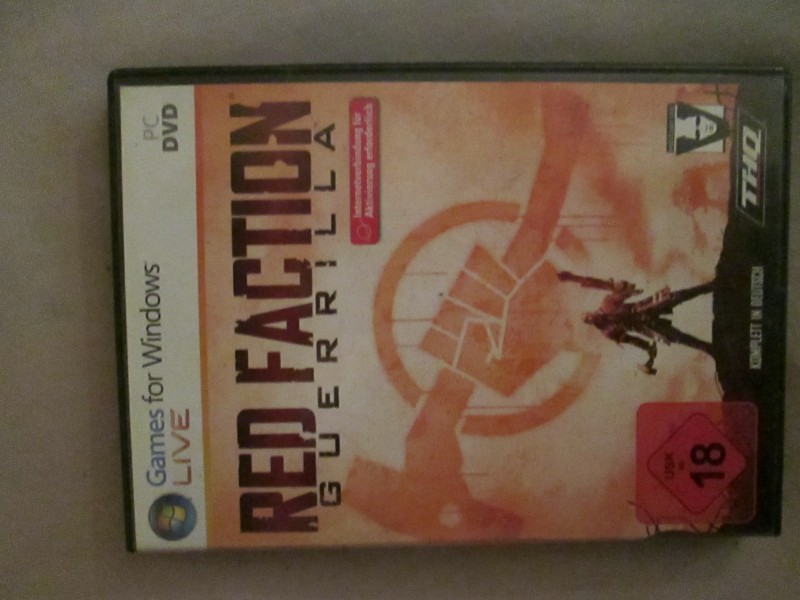 Games for Windows
LIVE
PC
DVD
RED FACTION
GUERRILLA
Internetverbindung für
Aktivierung erforderlich
USK
ab
18
KOMPLETT IN DEUTSCH
THQ